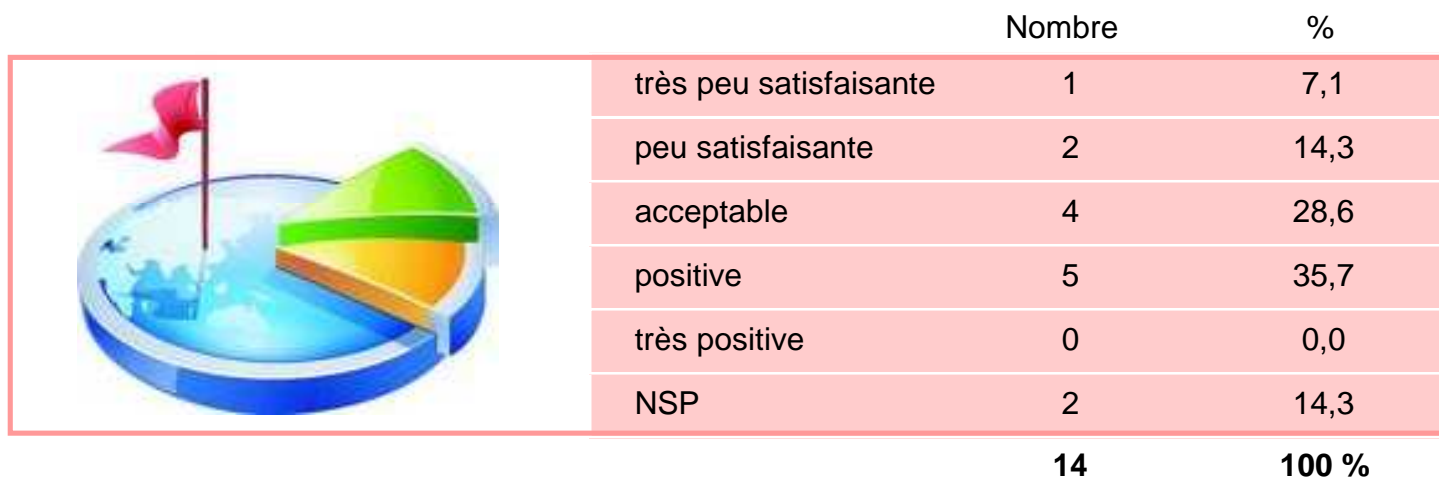 Nombre %
très peu satisfaisante 1 7,1
peu satisfaisante 2 14,3
acceptable 4 28,6
positive 5 35,7
très positive 0 0,0
NSP 2 14,3
14 100 %